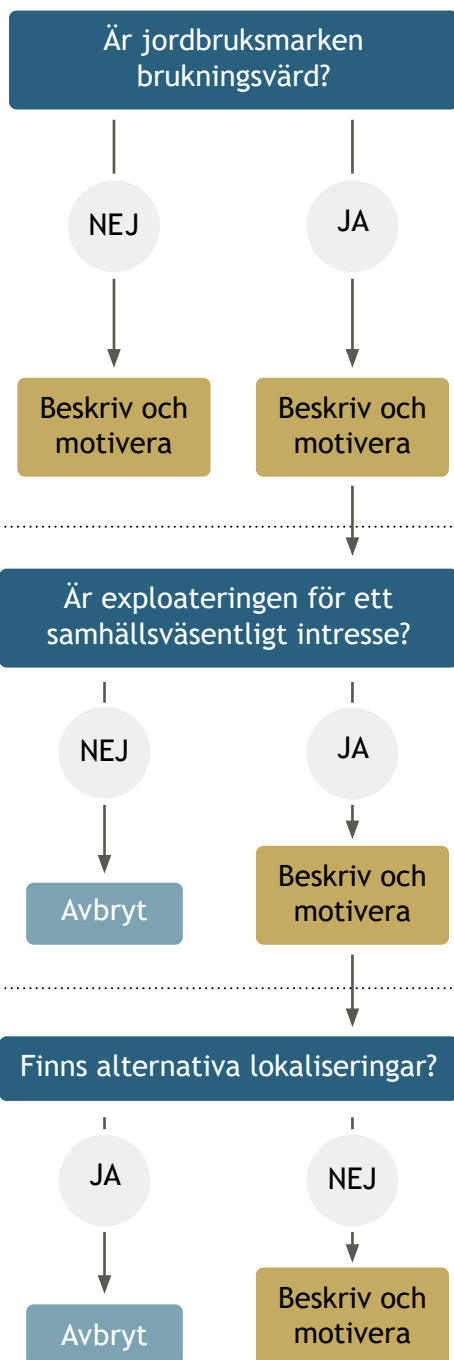 Är jordbruksmarken
brukningsvärd?
NEJ
JA
Beskriv och
motivera
Beskriv och
motivera
Är exploateringen för ett
samhällsväsentligt intresse?
NEJ
JA
Avbryt
Beskriv och
motivera
Finns alternativa lokaliseringar?
JA
NEJ
Avbryt
Beskriv och
motivera